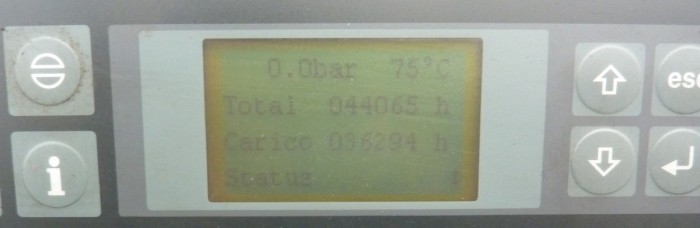 0.0bar 75°C
Total 044065 h
Carico 036294 h
Status
i
esc